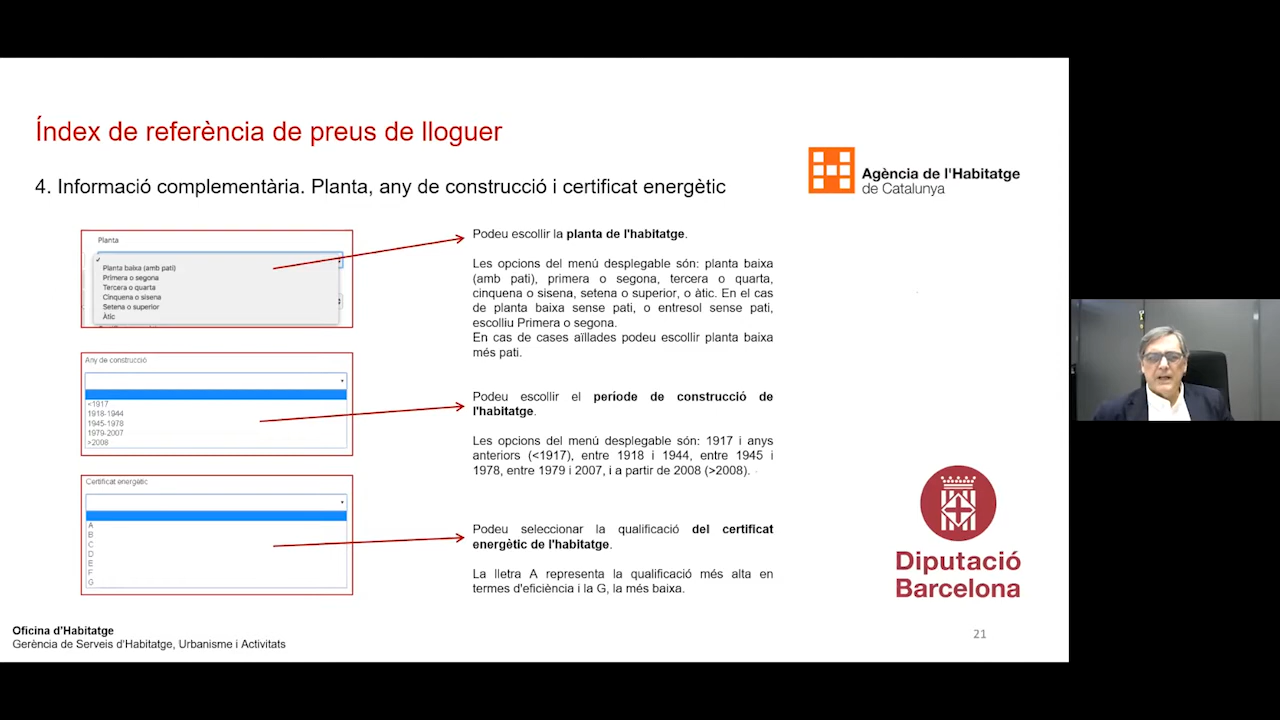 Índex de referència de preus de lloguer
4. Informació complementària. Planta, any de construcció i certificat energètic
Agència de l'Habitatge
de Catalunya
Planta
Planta baixa (amb pati)
Primera o segona
Tercera o quarta
Cinquena o sisena
Setena o superior
Àtic
Podeu escollir la planta de l'habitatge.
Les opcions del menú desplegable són: planta baixa
(amb pati), primera o segona, tercera o quarta,
cinquena o sisena, setena o superior, o àtic. En el cas
de planta baixa sense pati, o entresol sense pati,
escolliu Primera o segona.
En cas de cases aïllades podeu escollir planta baixa
més pati.
Any de construcció
<1917
1918-1944
1945-1978
1979-2007
>2008
Podeu escollir el període de construcció de
l'habitatge.
Les opcions del menú desplegable són: 1917 i anys
anteriors (<1917), entre 1918 i 1944, entre 1945 i
1978, entre 1979 i 2007, i a partir de 2008 (>2008).
Certificat energètic
A
B
C
D
E
F
G
Podeu seleccionar la qualificació del certificat
energètic de l'habitatge.
La lletra A representa la qualificació més alta en
termes d'eficiència i la G, la més baixa.
Diputació
Barcelona
Oficina d'Habitatge
Gerència de Serveis d'Habitatge, Urbanisme i Activitats
21